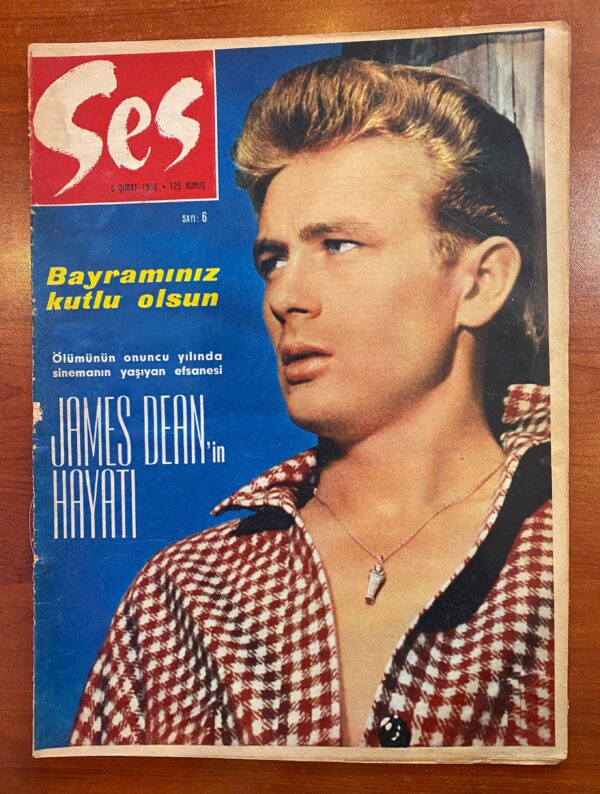 Ses
6 ŞUBAT 1965 • 125 KURUŞ
SAYI: 6
Bayramınız
kutlu olsun
Ölümünün onuncu yılında
sinemanın yaşıyan efsanesi
JAMES DEAN'in
HAYATI